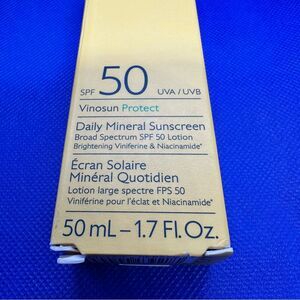 SPF 50 UVA / UVB
Vinosun Protect
Daily Mineral Sunscreen
Broad Spectrum SPF 50 Lotion
Brightening Viniferine & Niacinamide*
Écran Solaire
Minéral Quotidien
Lotion large spectre FPS 50
Viniférine pour l'éclat et Niacinamide*
50 mL – 1.7 Fl. Oz.